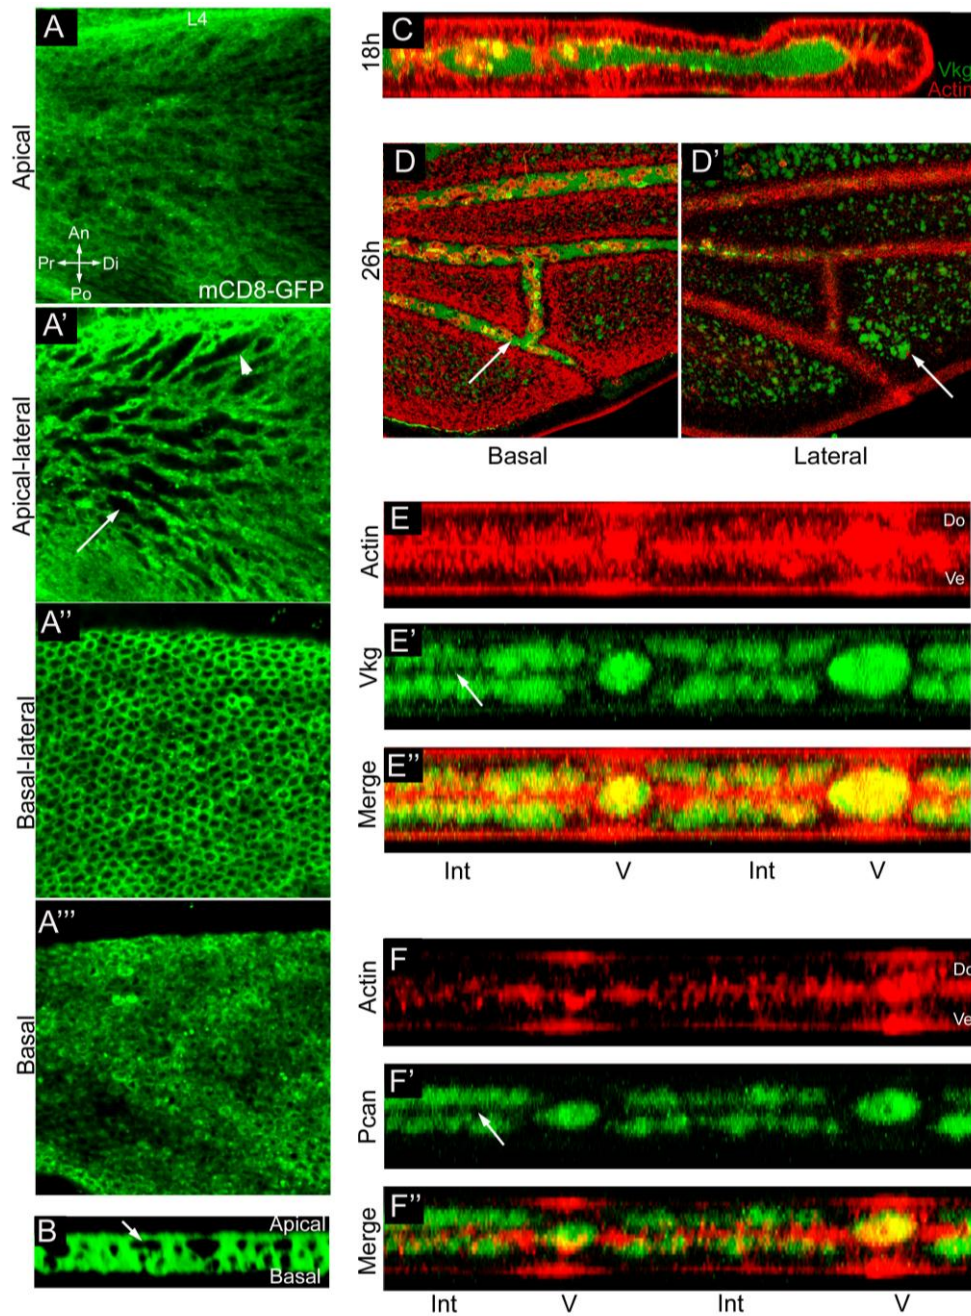 A
L4
Apical
An
Pr
Di
Po
mCD8-GFP
A'
Apical-lateral
A''
Basal-lateral
A'''
Basal
B
Apical
Basal
C
18h
Vkg
Actin
D
D'
26h
Basal
Lateral
E
Actin
Do
Ve
E'
Vkg
E''
Merge
Int
V
Int
V
F
Actin
Do
Ve
F'
Pcan
F''
Merge
Int
V
Int
V